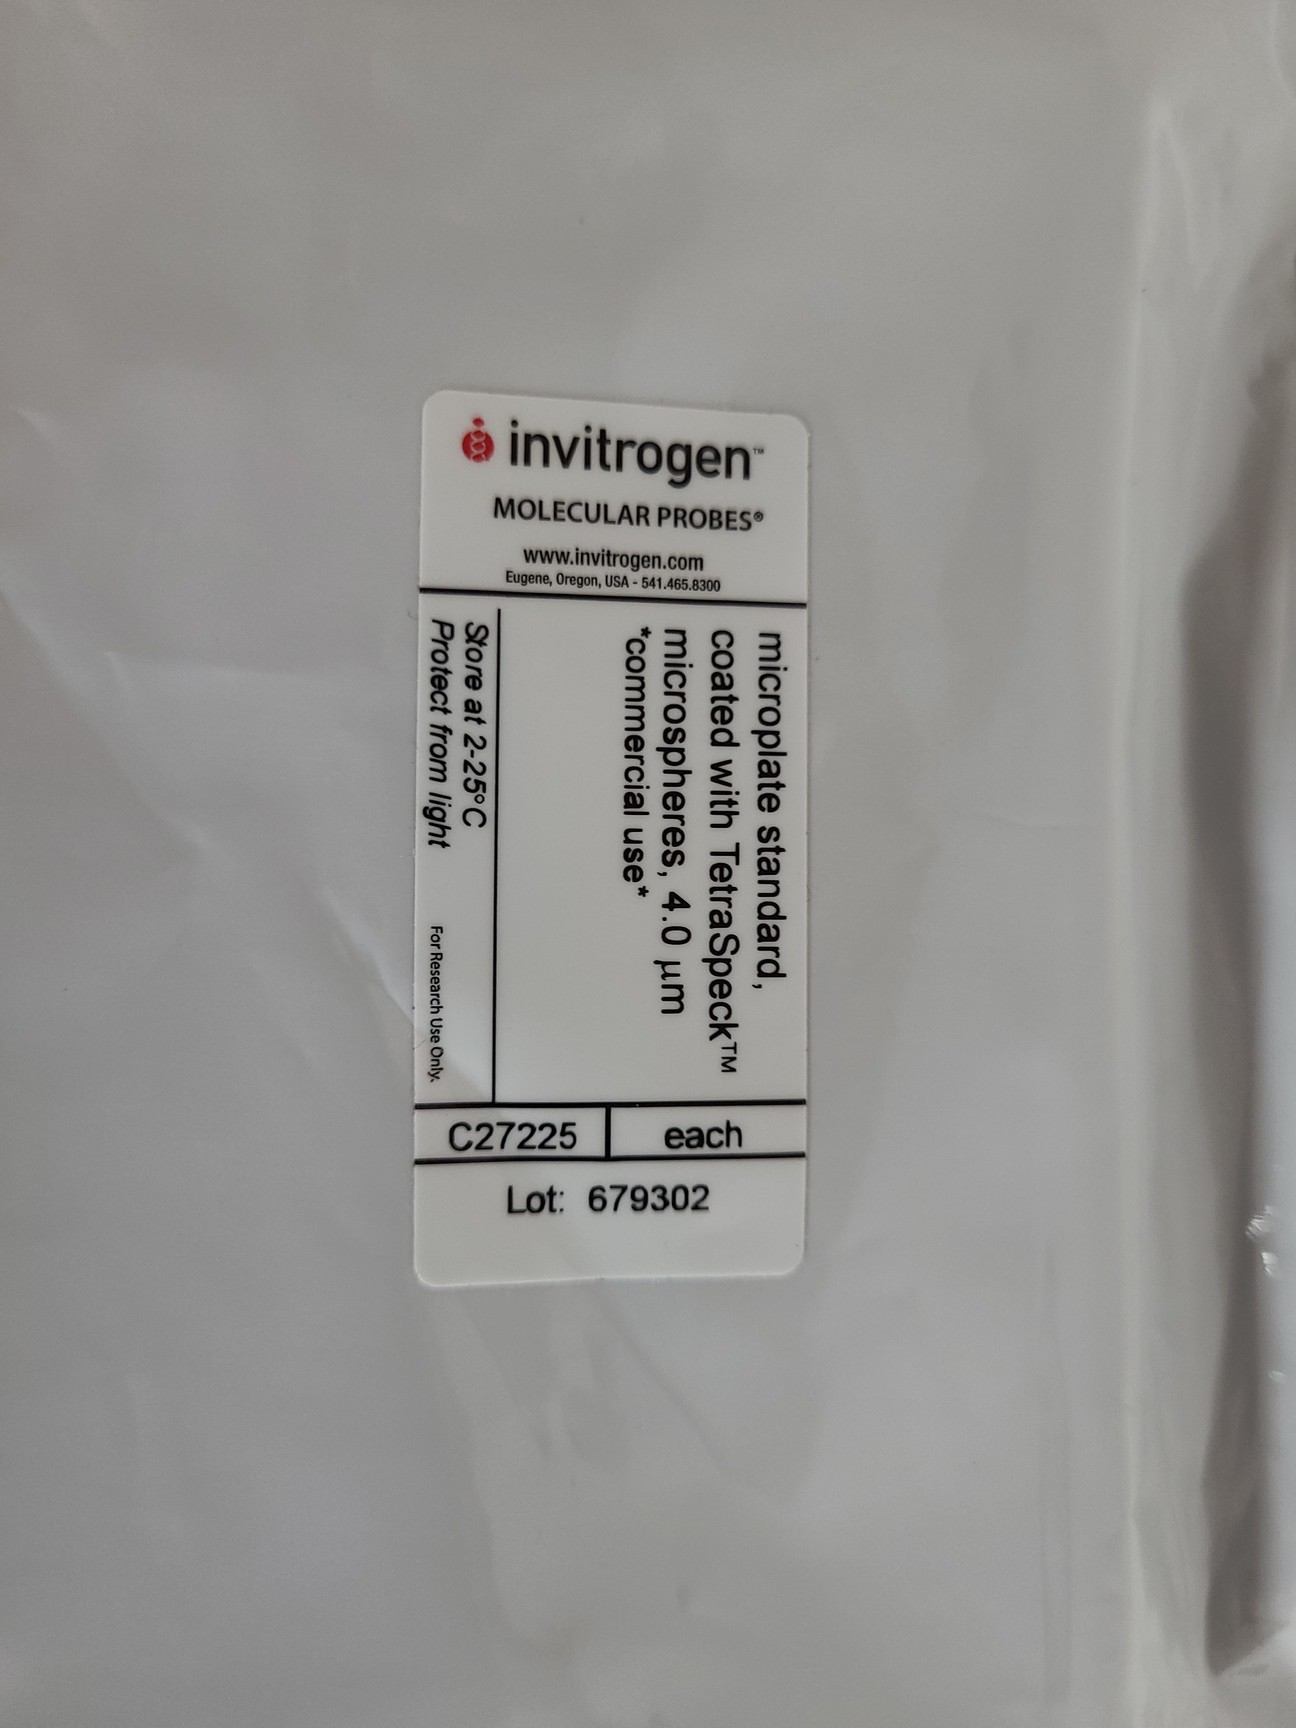 invitrogen™
MOLECULAR PROBES®
www.invitrogen.com
Eugene, Oregon, USA - 541.465.8300
microplate standard,
coated with TetraSpeck™
microspheres, 4.0 μm
*commercial use*
Store at 2-25°C
Protect from light
For Research Use Only.
C27225
each
Lot: 679302